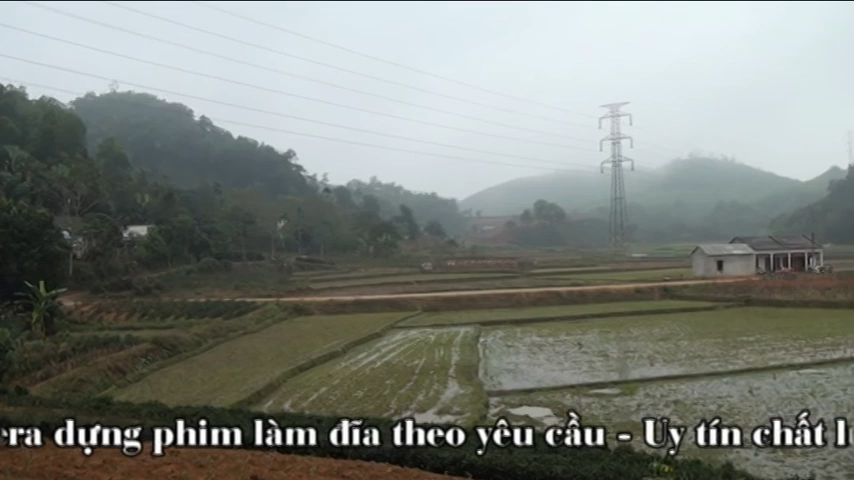 era dựng phim làm đĩa theo yêu cầu - Uy tín chất